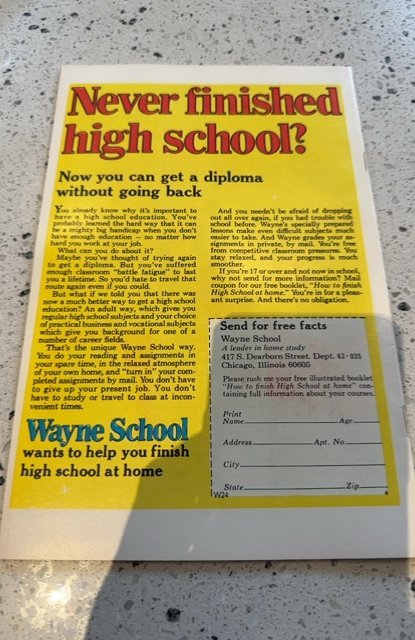 Never finished
high school?
Now you can get a diploma
without going back
You already know why it's important to
have a high school education. You've
probably learned the hard way that it can
be a mighty big handicap when you don't
have enough education — no matter how
hard you work at your job.
What can you do about it?
Maybe you've thought of trying again
to get a diploma. But you've suffered
enough classroom "battle fatigue" to last
you a lifetime. So you'd hate to travel that
route again even if you could.
But what if we told you that there was
now a much better way to get a high school
education? An adult way, which gives you
regular high school subjects and your choice
of practical business and vocational subjects
which give you background for one of a
number of career fields.
That's the unique Wayne School way.
You do your reading and assignments in
your spare time, in the relaxed atmosphere
of your own home, and "turn in" your com-
pleted assignments by mail. You don't have
to give up your present job. You don't
have to study or travel to class at incon-
venient times.
And you needn't be afraid of dropping
out all over again, if you had trouble with
school before. Wayne's specially prepared
lessons make even difficult subjects much
easier to take. And Wayne grades your as-
signments in private, by mail. You're free
from competitive classroom pressures. You
stay relaxed, and your progress is much
smoother.
If you're 17 or over and not now in school,
why not send for more information? Mail
coupon for our free booklet, "How to finish
High School at home." You're in for a pleas-
ant surprise. And there's no obligation.
Wayne School
wants to help you finish
high school at home
Send for free facts
Wayne School
A leader in home study
417 S. Dearborn Street. Dept. 62-035
Chicago, Illinois 60605
Please rush me your free illustrated booklet
"How to finish High School at home" con-
taining full information about your courses.
Print
Name Age
Address Apt. No.
City
State Zip
W24 4